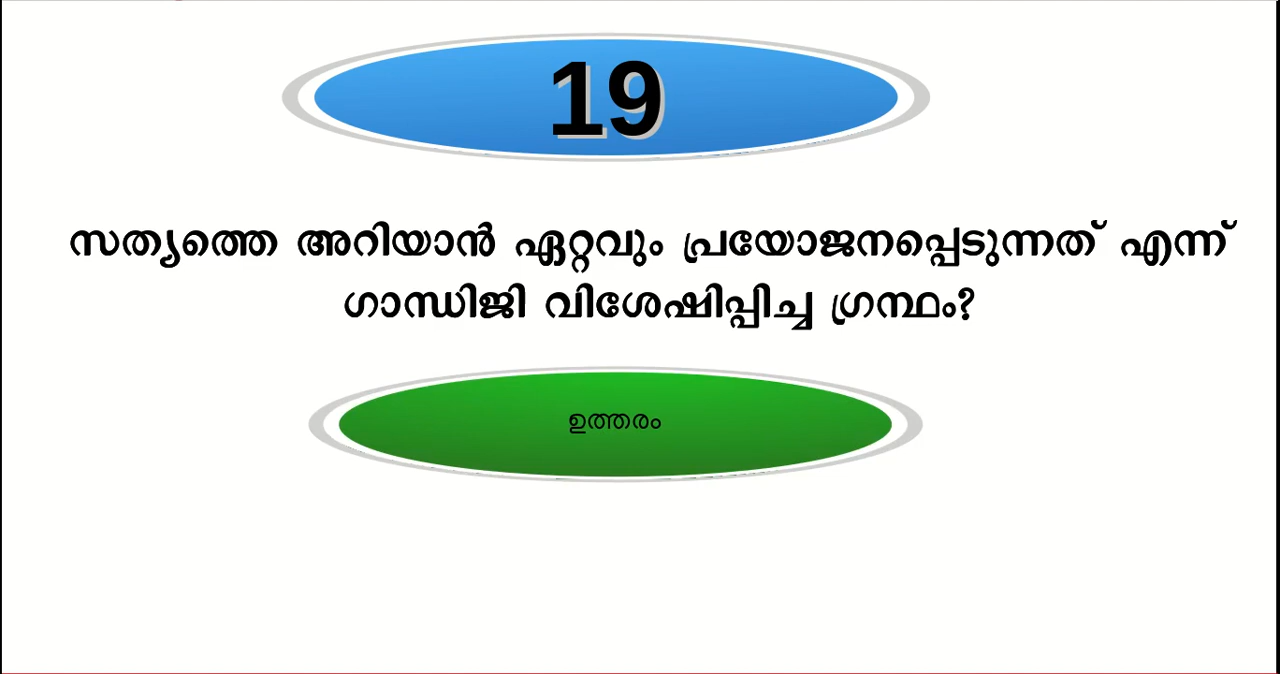 19
സത്യത്തെ അറിയാൻ ഏറ്റവും പ്രയോജനപ്പെടുന്നത് എന്ന്
ഗാന്ധിജി വിശേഷിപ്പിച്ച ഗ്രന്ഥം?
ഉത്തരം